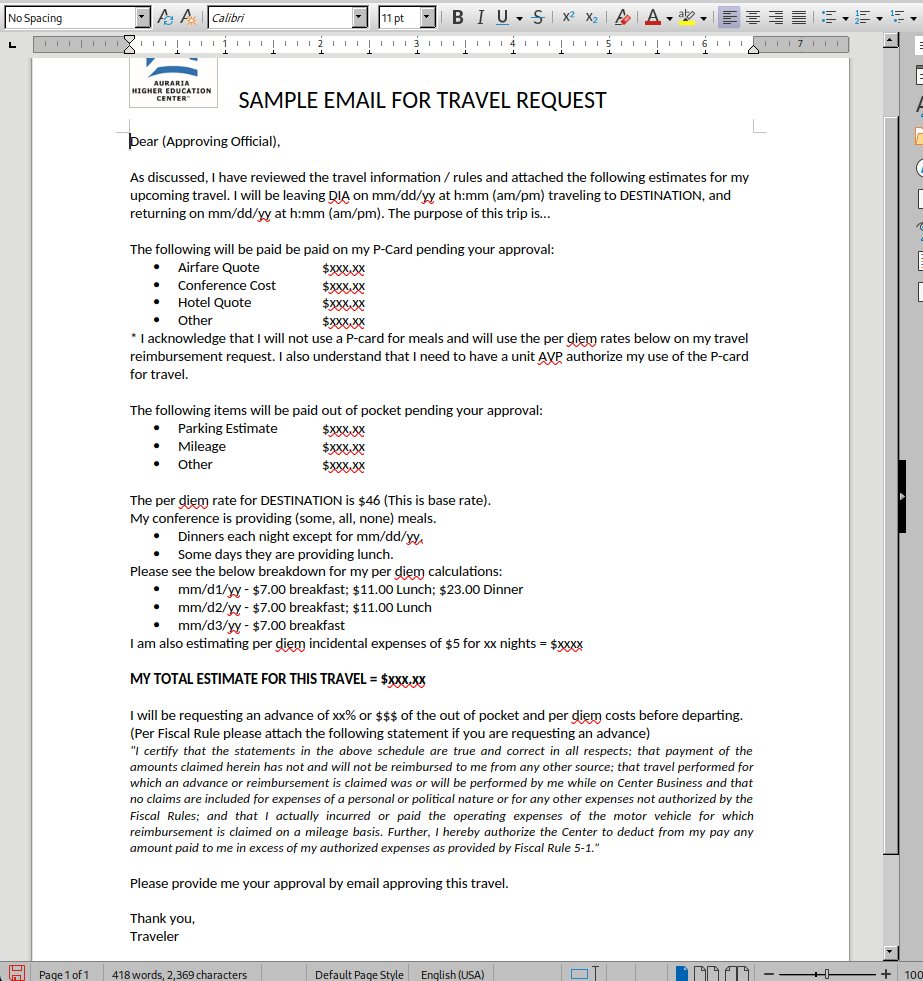 No Spacing Calibri 11 pt B I U S X² X₂ A
1 2 3 4 5 6 7
AURARIA
HIGHER EDUCATION
CENTER™
SAMPLE EMAIL FOR TRAVEL REQUEST
Dear (Approving Official),
As discussed, I have reviewed the travel information / rules and attached the following estimates for my
upcoming travel. I will be leaving DIA on mm/dd/yy at h:mm (am/pm) traveling to DESTINATION, and
returning on mm/dd/yy at h:mm (am/pm). The purpose of this trip is...
The following will be paid be paid on my P-Card pending your approval:
• Airfare Quote $xxx.xx
• Conference Cost $xxx.xx
• Hotel Quote $xxx.xx
• Other $xxx.xx
* I acknowledge that I will not use a P-card for meals and will use the per diem rates below on my travel
reimbursement request. I also understand that I need to have a unit AVP authorize my use of the P-card
for travel.
The following items will be paid out of pocket pending your approval:
• Parking Estimate $xxx.xx
• Mileage $xxx.xx
• Other $xxx.xx
The per diem rate for DESTINATION is $46 (This is base rate).
My conference is providing (some, all, none) meals.
• Dinners each night except for mm/dd/yy.
• Some days they are providing lunch.
Please see the below breakdown for my per diem calculations:
• mm/d1/yy - $7.00 breakfast; $11.00 Lunch; $23.00 Dinner
• mm/d2/yy - $7.00 breakfast; $11.00 Lunch
• mm/d3/yy - $7.00 breakfast
I am also estimating per diem incidental expenses of $5 for xx nights = $xxxx
MY TOTAL ESTIMATE FOR THIS TRAVEL = $xxx.xx
I will be requesting an advance of xx% or $$$ of the out of pocket and per diem costs before departing.
(Per Fiscal Rule please attach the following statement if you are requesting an advance)
"I certify that the statements in the above schedule are true and correct in all respects; that payment of the
amounts claimed herein has not and will not be reimbursed to me from any other source; that travel performed for
which an advance or reimbursement is claimed was or will be performed by me while on Center Business and that
no claims are included for expenses of a personal or political nature or for any other expenses not authorized by the
Fiscal Rules; and that I actually incurred or paid the operating expenses of the motor vehicle for which
reimbursement is claimed on a mileage basis. Further, I hereby authorize the Center to deduct from my pay any
amount paid to me in excess of my authorized expenses as provided by Fiscal Rule 5-1."
Please provide me your approval by email approving this travel.
Thank you,
Traveler
Page 1 of 1 418 words, 2,369 characters Default Page Style English (USA) 100